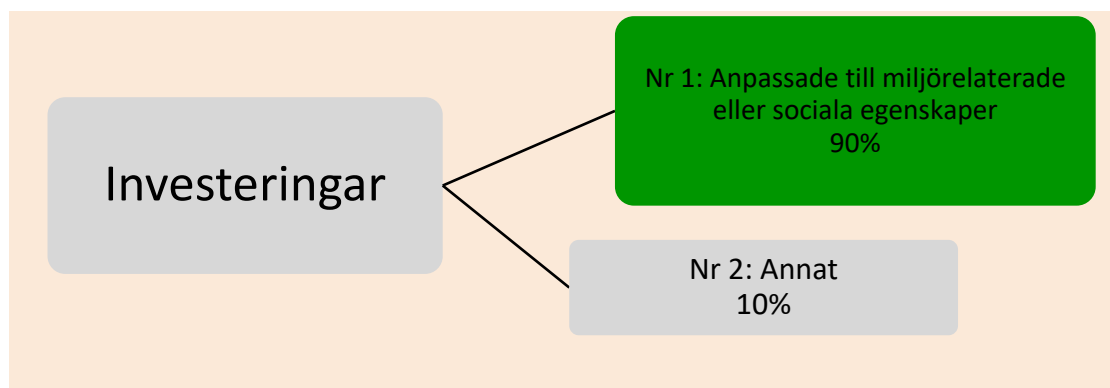 Investeringar
Nr 1: Anpassade till miljörelaterade
eller sociala egenskaper
90%
Nr 2: Annat
10%